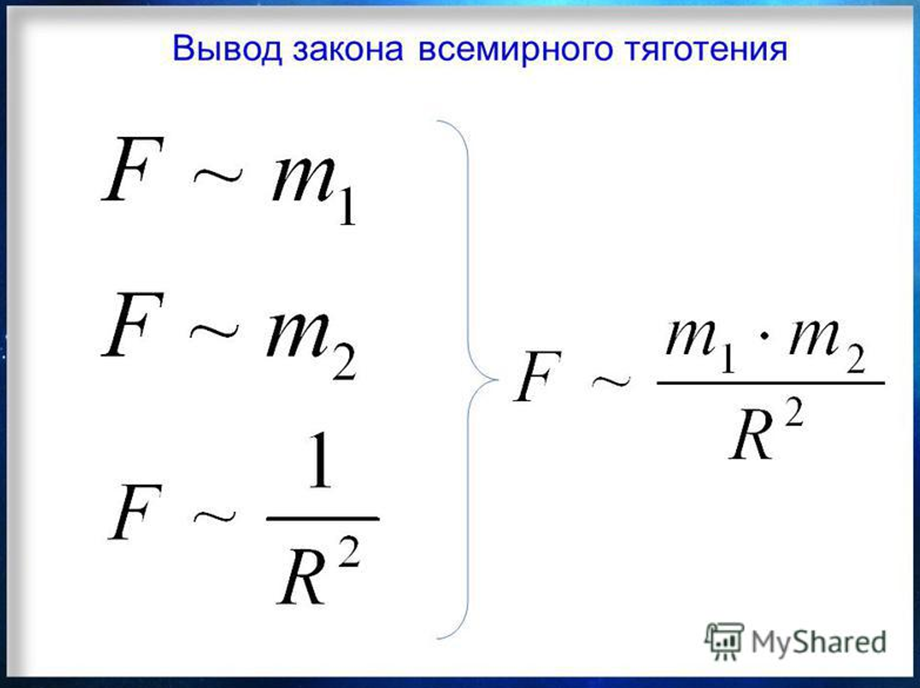 Вывод закона всемирного тяготения
F ~ m₁
F ~ m₂
F ~ 1/R²
F ~ m₁ · m₂/R²
MyShared